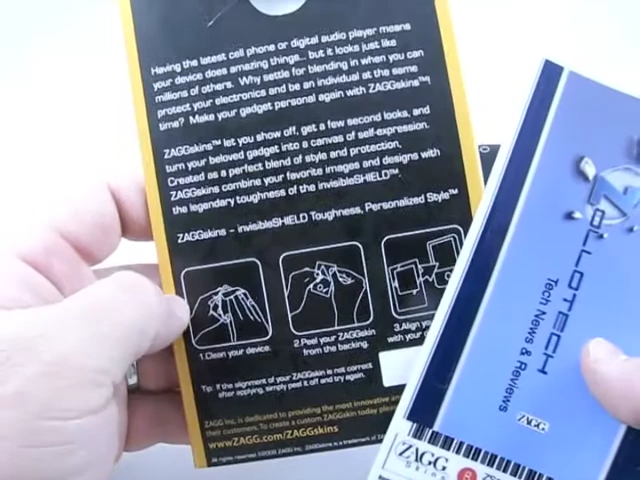 Having the latest cell phone or digital audio player means
your device does amazing things... but it looks just like
millions of others. Why settle for blending in when you can
protect your electronics and be an individual at the same
time? Make your gadget personal again with ZAGGskins™!
ZAGGskins™ let you show off, get a few second looks, and
turn your beloved gadget into a canvas of self-expression.
Created as a perfect blend of style and protection,
ZAGGskins combine your favorite images and designs with
the legendary toughness of the invisibleSHIELD™.
ZAGGskins – invisibleSHIELD Toughness, Personalized Style™
1.Clean your device.
2.Peel your ZAGGskin
from the backing.
3.Align yo
with your
Tip: If the alignment of your ZAGGskin is not secure
after applying, simply peel it off and try again.
ZAGG Inc. is dedicated to providing the most innovative
their customers. To create a custom ZAGGskin today please
www.ZAGG.com/ZAGGskins
All rights reserved ZAGG Inc. ZAGGskins is a trademark of
OLLOTECH
Tech News & Reviews
ZAGG
ZAGG
Skins